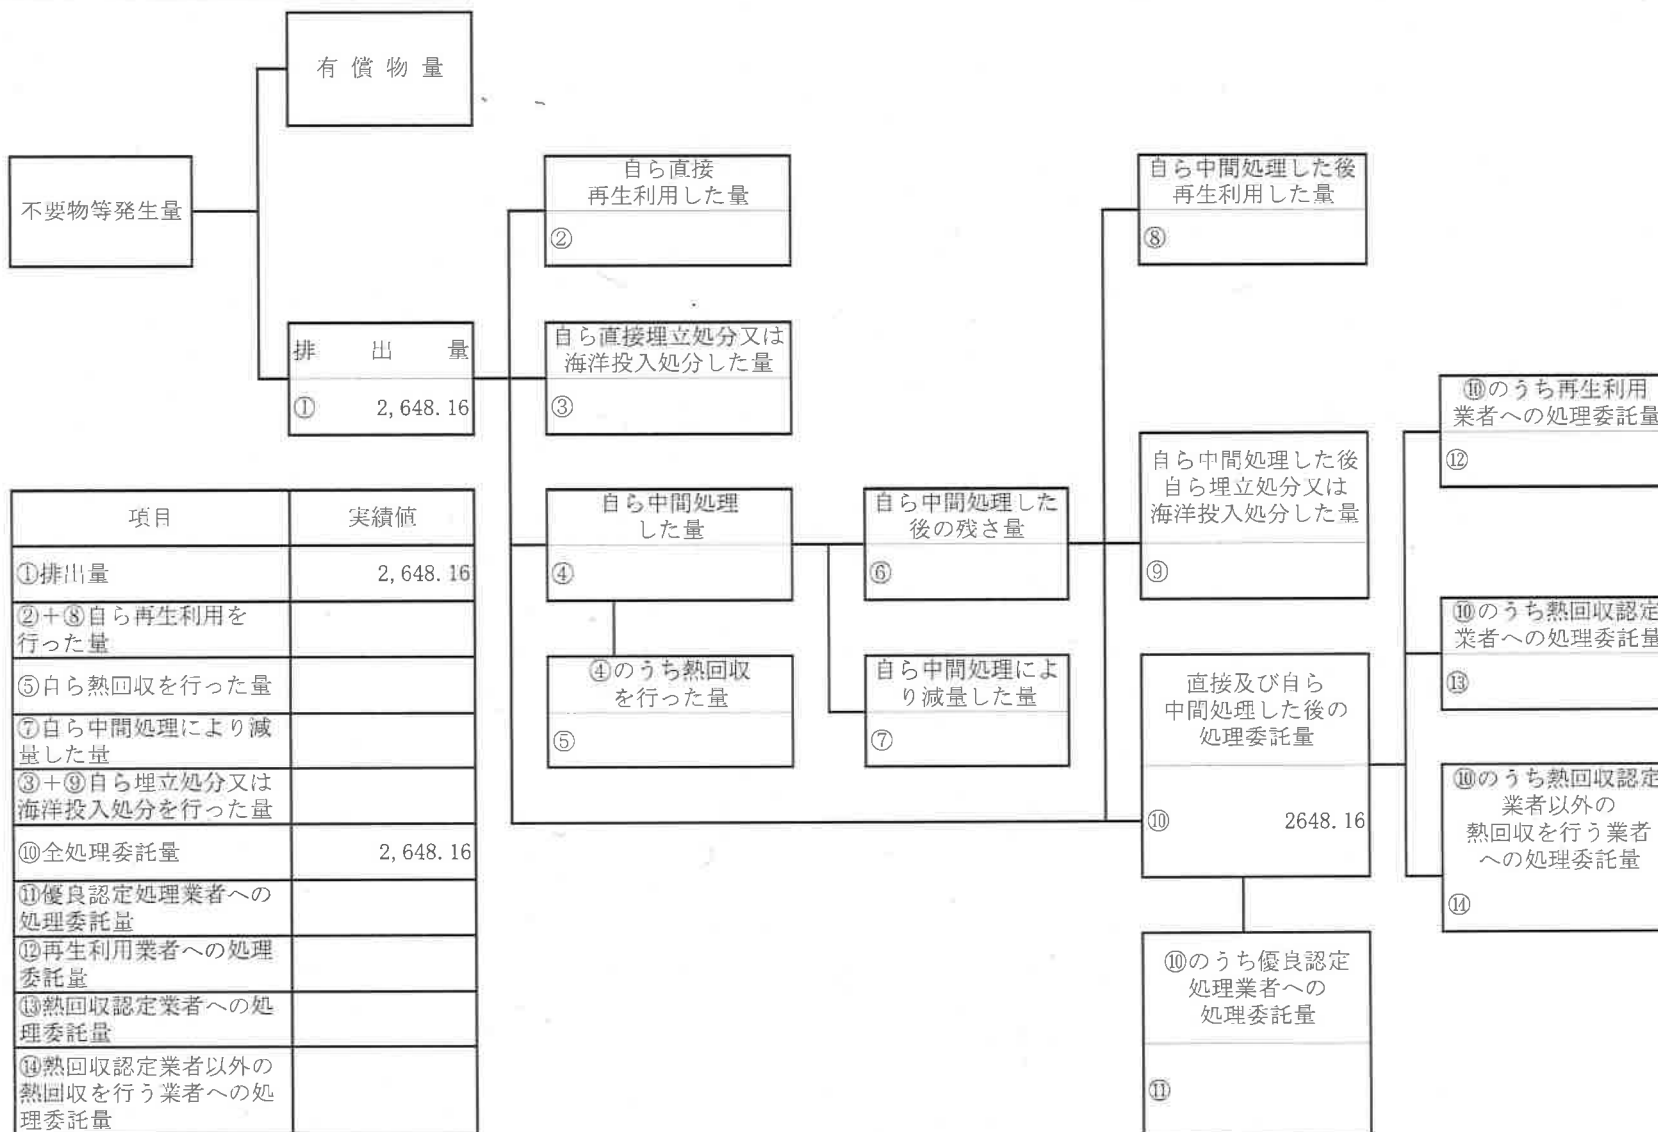 有償物量
不要物等発生量
排出量
① 2,648.16
自ら直接
再生利用した量
②
自ら直接埋立処分又は
海洋投入処分した量
③
自ら中間処理
した量
④
④のうち熱回収
を行った量
⑤
自ら中間処理した
後の残さ量
⑥
自ら中間処理によ
り減量した量
⑦
自ら中間処理した後
再生利用した量
⑧
自ら中間処理した後
自ら埋立処分又は
海洋投入処分した量
⑨
直接及び自ら
中間処理した後の
処理委託量
⑩ 2648.16
⑩のうち優良認定
処理業者への
処理委託量
⑪
⑩のうち再生利用
業者への処理委託量
⑫
⑩のうち熱回収認定
業者への処理委託量
⑬
⑩のうち熱回収認定
業者以外の
熱回収を行う業者
への処理委託量
⑭
項目 実績値
①排出量 2,648.16
②+⑧自ら再生利用を
行った量
⑤自ら熱回収を行った量
⑦自ら中間処理により減
量した量
③+⑨自ら埋立処分又は
海洋投入処分を行った量
⑩全処理委託量 2,648.16
⑪優良認定処理業者への
処理委託量
⑫再生利用業者への処理
委託量
⑬熱回収認定業者への処
理委託量
⑭熱回収認定業者以外の
熱回収を行う業者への処
理委託量